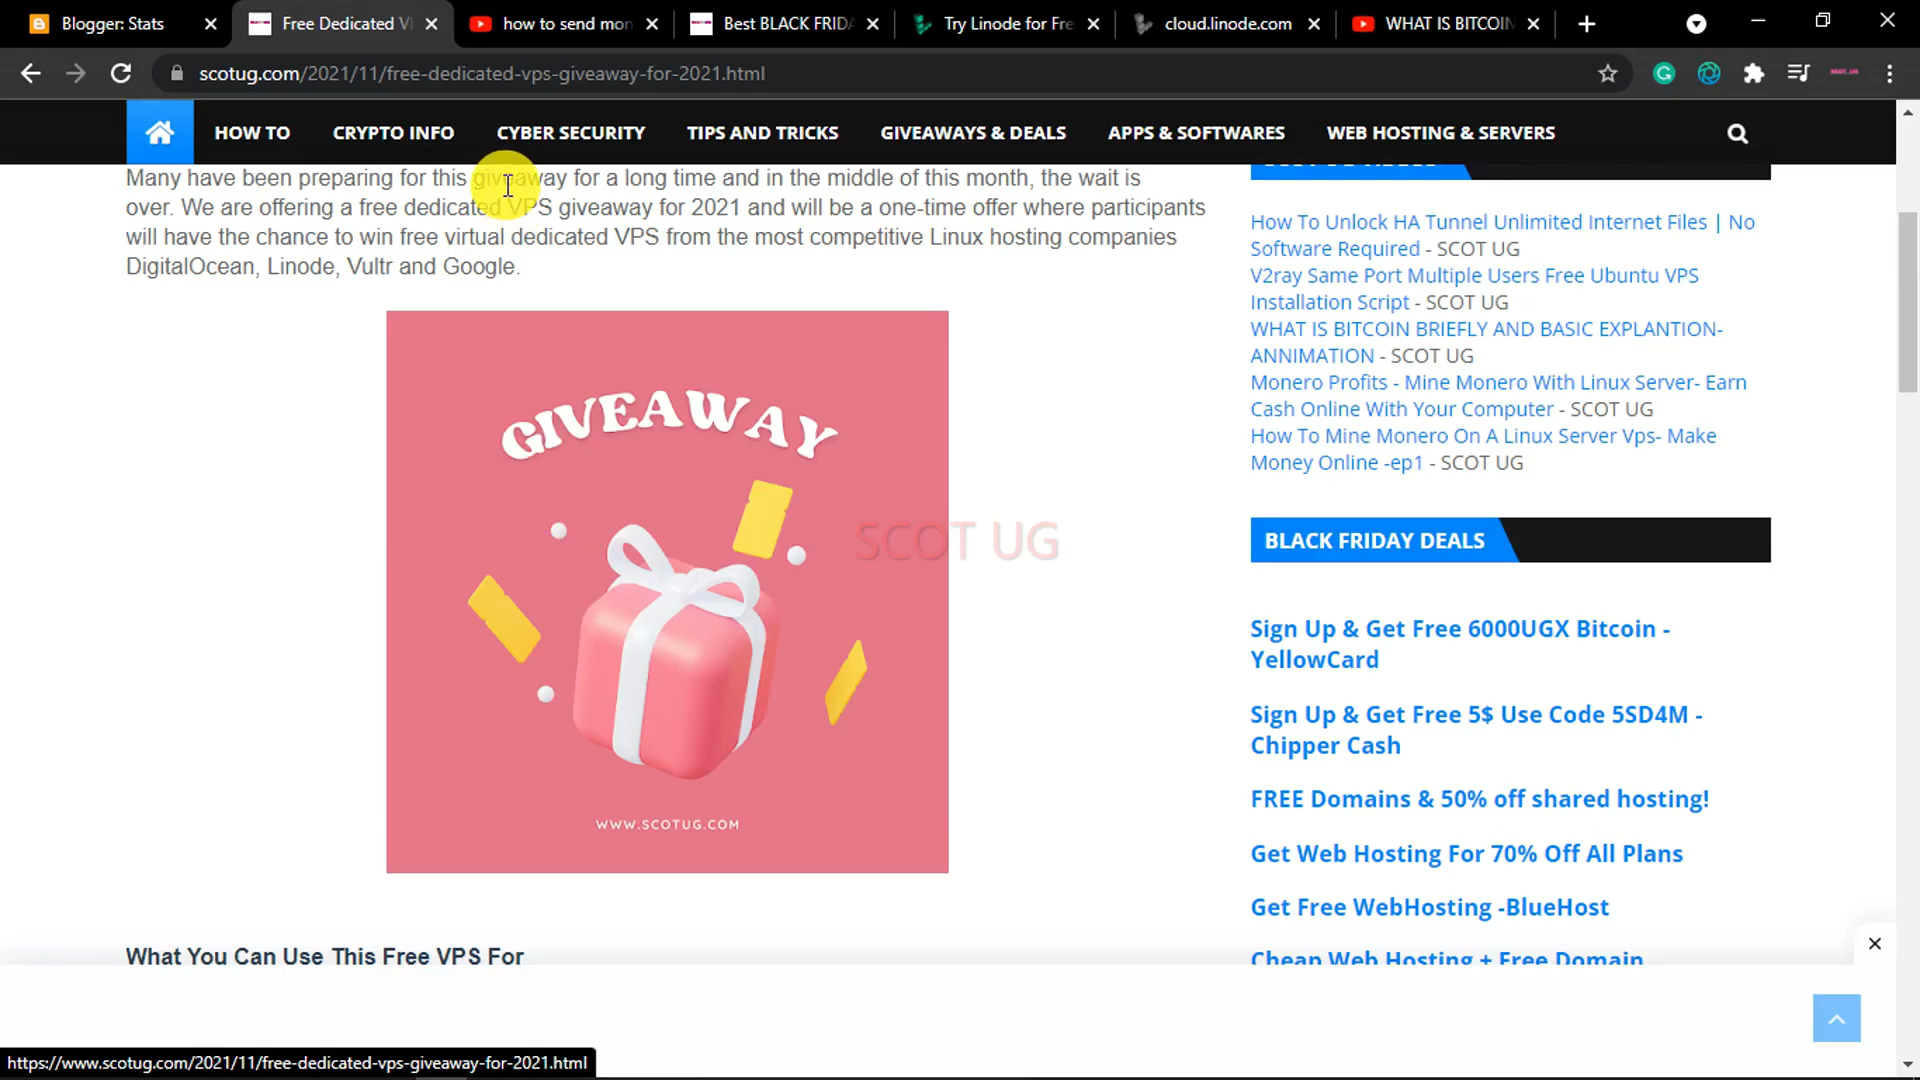 Blogger: Stats
Free Dedicated VI
how to send mon
Best BLACK FRIDA
Try Linode for Fre
cloud.linode.com
WHAT IS BITCOIN
scotug.com/2021/11/free-dedicated-vps-giveaway-for-2021.html
HOW TO
CRYPTO INFO
CYBER SECURITY
TIPS AND TRICKS
GIVEAWAYS & DEALS
APPS & SOFTWARES
WEB HOSTING & SERVERS
Many have been preparing for this giveaway for a long time and in the middle of this month, the wait is
over. We are offering a free dedicated VPS giveaway for 2021 and will be a one-time offer where participants
will have the chance to win free virtual dedicated VPS from the most competitive Linux hosting companies
DigitalOcean, Linode, Vultr and Google.
GIVEAWAY
SCOT UG
WWW.SCOTUG.COM
What You Can Use This Free VPS For
How To Unlock HA Tunnel Unlimited Internet Files | No
Software Required - SCOT UG
V2ray Same Port Multiple Users Free Ubuntu VPS
Installation Script - SCOT UG
WHAT IS BITCOIN BRIEFLY AND BASIC EXPLANTION-
ANNIMATION - SCOT UG
Monero Profits - Mine Monero With Linux Server- Earn
Cash Online With Your Computer - SCOT UG
How To Mine Monero On A Linux Server Vps- Make
Money Online -ep1 - SCOT UG
BLACK FRIDAY DEALS
Sign Up & Get Free 6000UGX Bitcoin -
YellowCard
Sign Up & Get Free 5$ Use Code 5SD4M -
Chipper Cash
FREE Domains & 50% off shared hosting!
Get Web Hosting For 70% Off All Plans
Get Free WebHosting -BlueHost
Cheap Web Hosting + Free Domain
https://www.scotug.com/2021/11/free-dedicated-vps-giveaway-for-2021.html